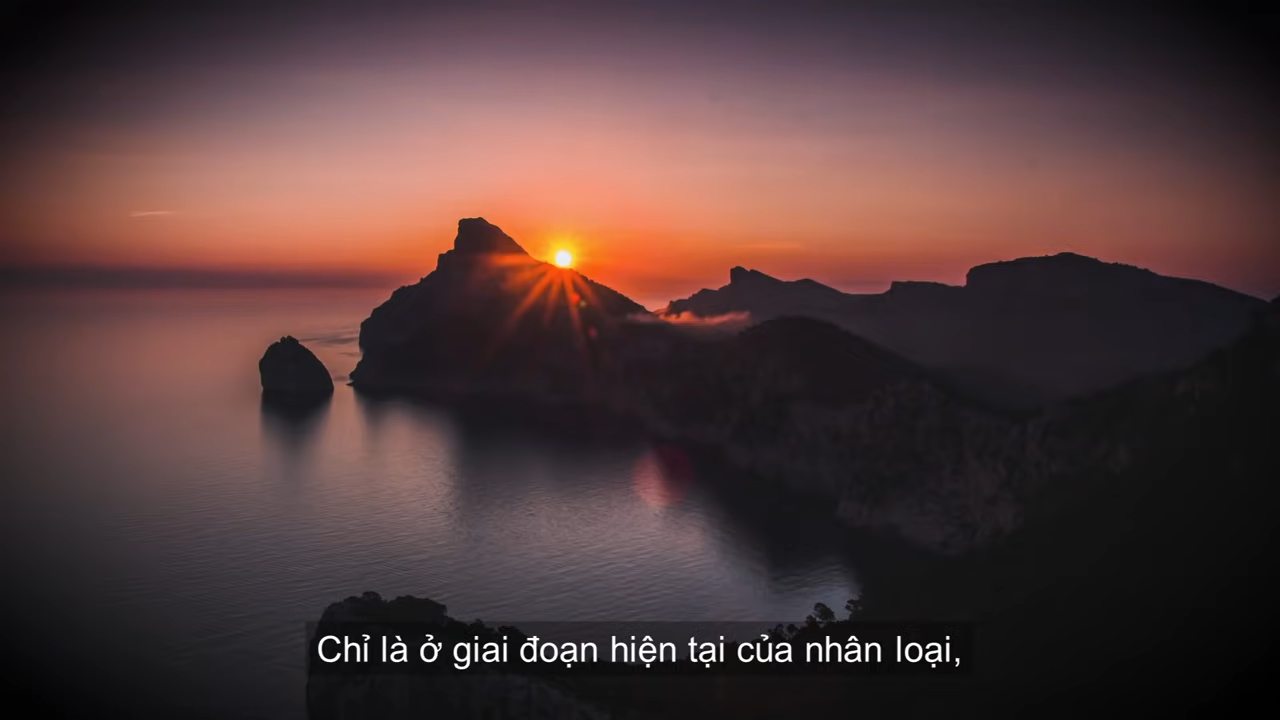 Chỉ là ở giai đoạn hiện tại của nhân loại,